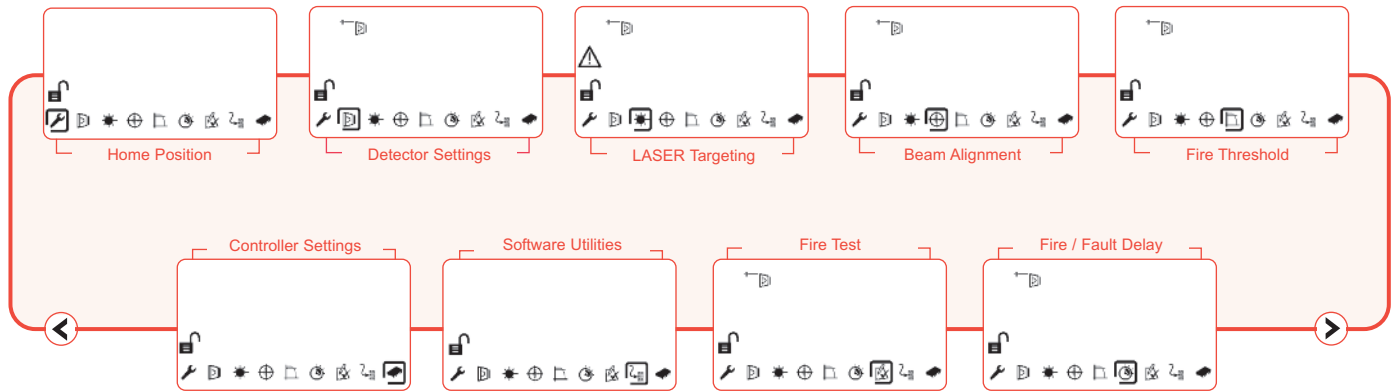 Home Position
Detector Settings
LASER Targeting
Beam Alignment
Fire Threshold
Controller Settings
Software Utilities
Fire Test
Fire / Fault Delay